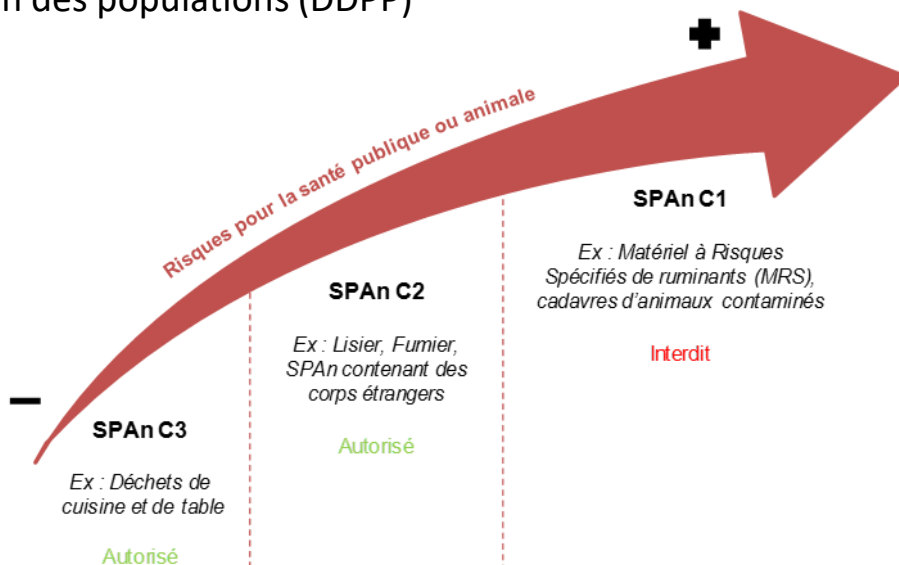 n des populations (DDPP)
+
Risques pour la santé publique ou animale
SPAn C1
Ex : Matériel à Risques
Spécifiés de ruminants (MRS),
cadavres d’animaux contaminés
Interdit
SPAn C2
Ex : Lisier, Fumier,
SPAn contenant des
corps étrangers
Autorisé
–
SPAn C3
Ex : Déchets de
cuisine et de table
Autorisé